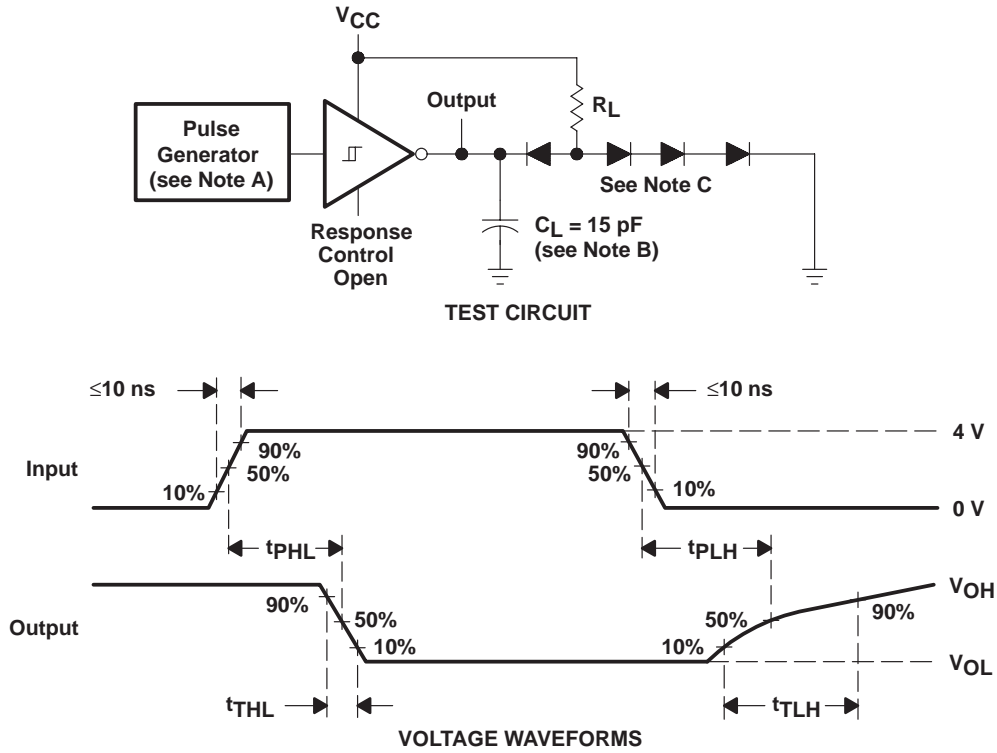 VCC
Output
RL
Pulse
Generator
(see Note A)
See Note C
Response
Control
Open
CL = 15 pF
(see Note B)
TEST CIRCUIT
≤10 ns
≤10 ns
4 V
90%
90%
Input
50%
50%
10%
10%
0 V
tPHL
tPLH
VOH
90%
90%
Output
50%
50%
10%
10%
VOL
tTHL
tTLH
VOLTAGE WAVEFORMS